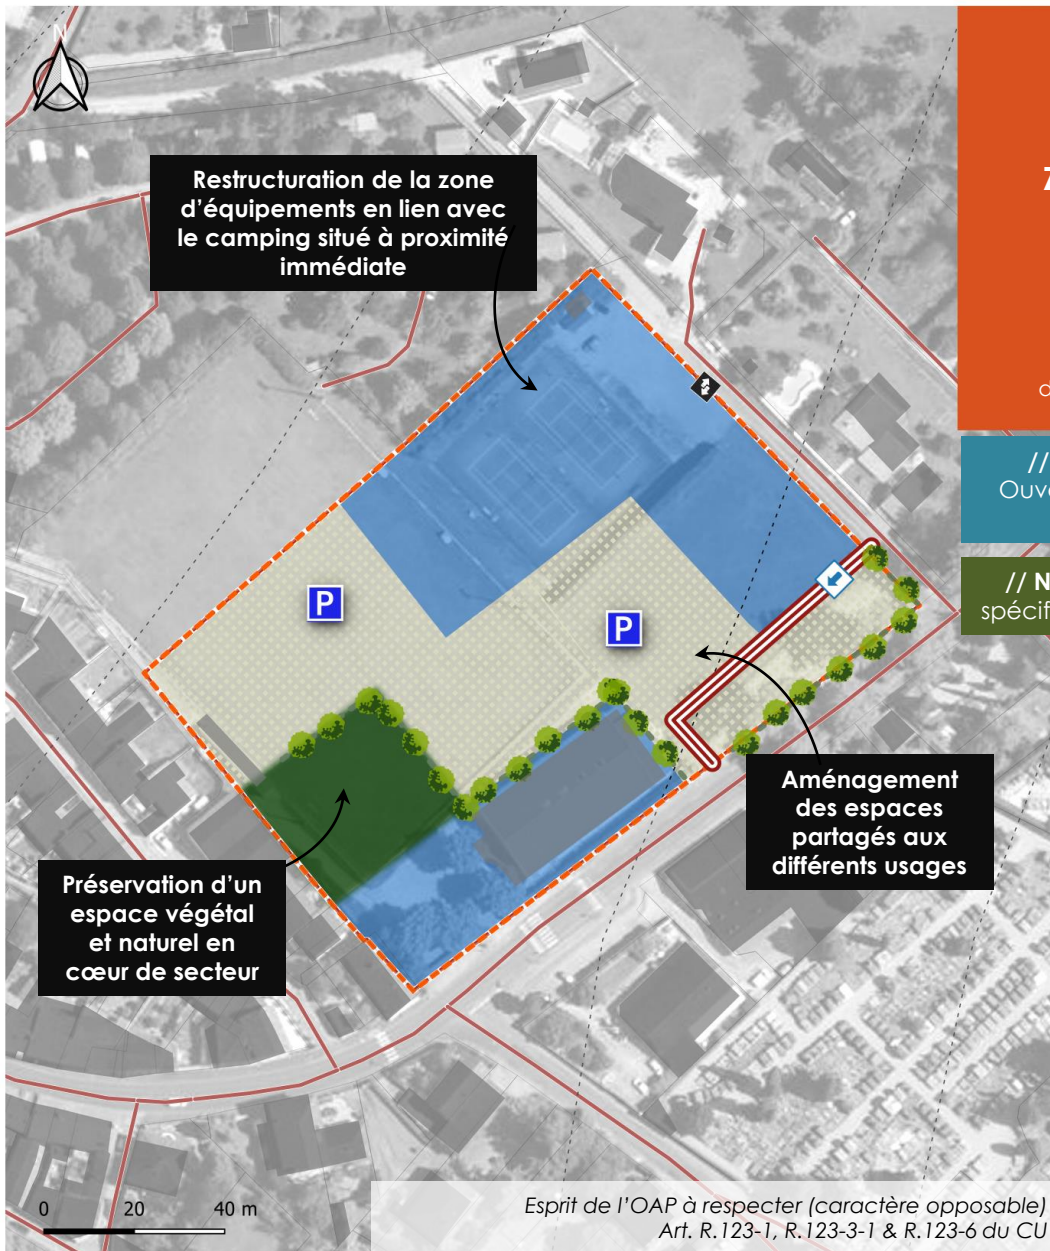 N
Restructuration de la zone
d'équipements en lien avec
le camping situé à proximité
immédiate
7
d
//
// N
spécif
P
P
Aménagement
des espaces
partagés aux
différents usages
Préservation d'un
espace végétal
et naturel en
cœur de secteur
0 20 40 m
Esprit de l'OAP à respecter (caractère opposable)
Art. R.123-1, R.123-3-1 & R.123-6 du CU